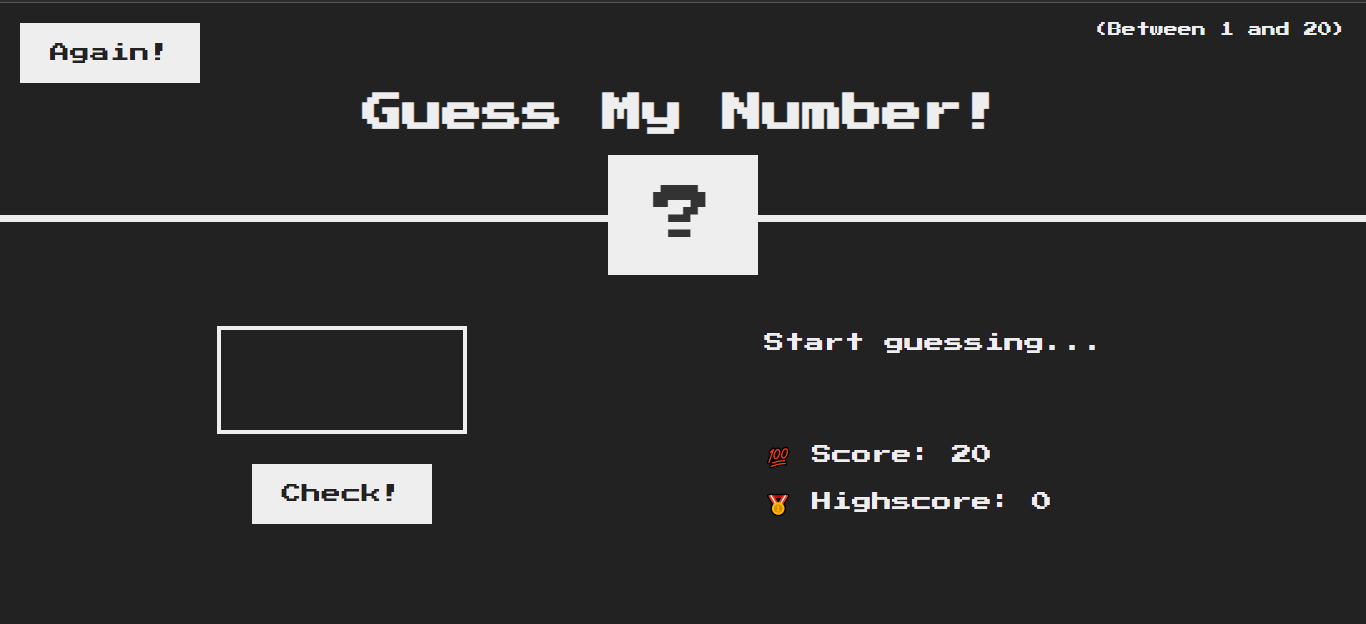 Again!
(Between 1 and 20)
Guess My Number!
?
Start guessing...
Check!
💯 Score: 20
🥇 Highscore: 0